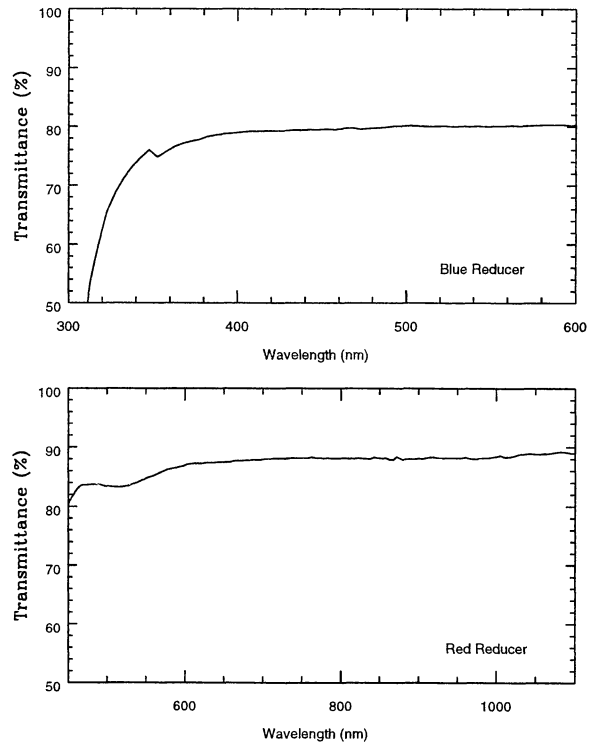 100
90
80
70
60
50
Transmittance (%)
Blue Reducer
300 400 500 600
Wavelength (nm)
100
90
80
70
60
50
Transmittance (%)
Red Reducer
600 800 1000
Wavelength (nm)